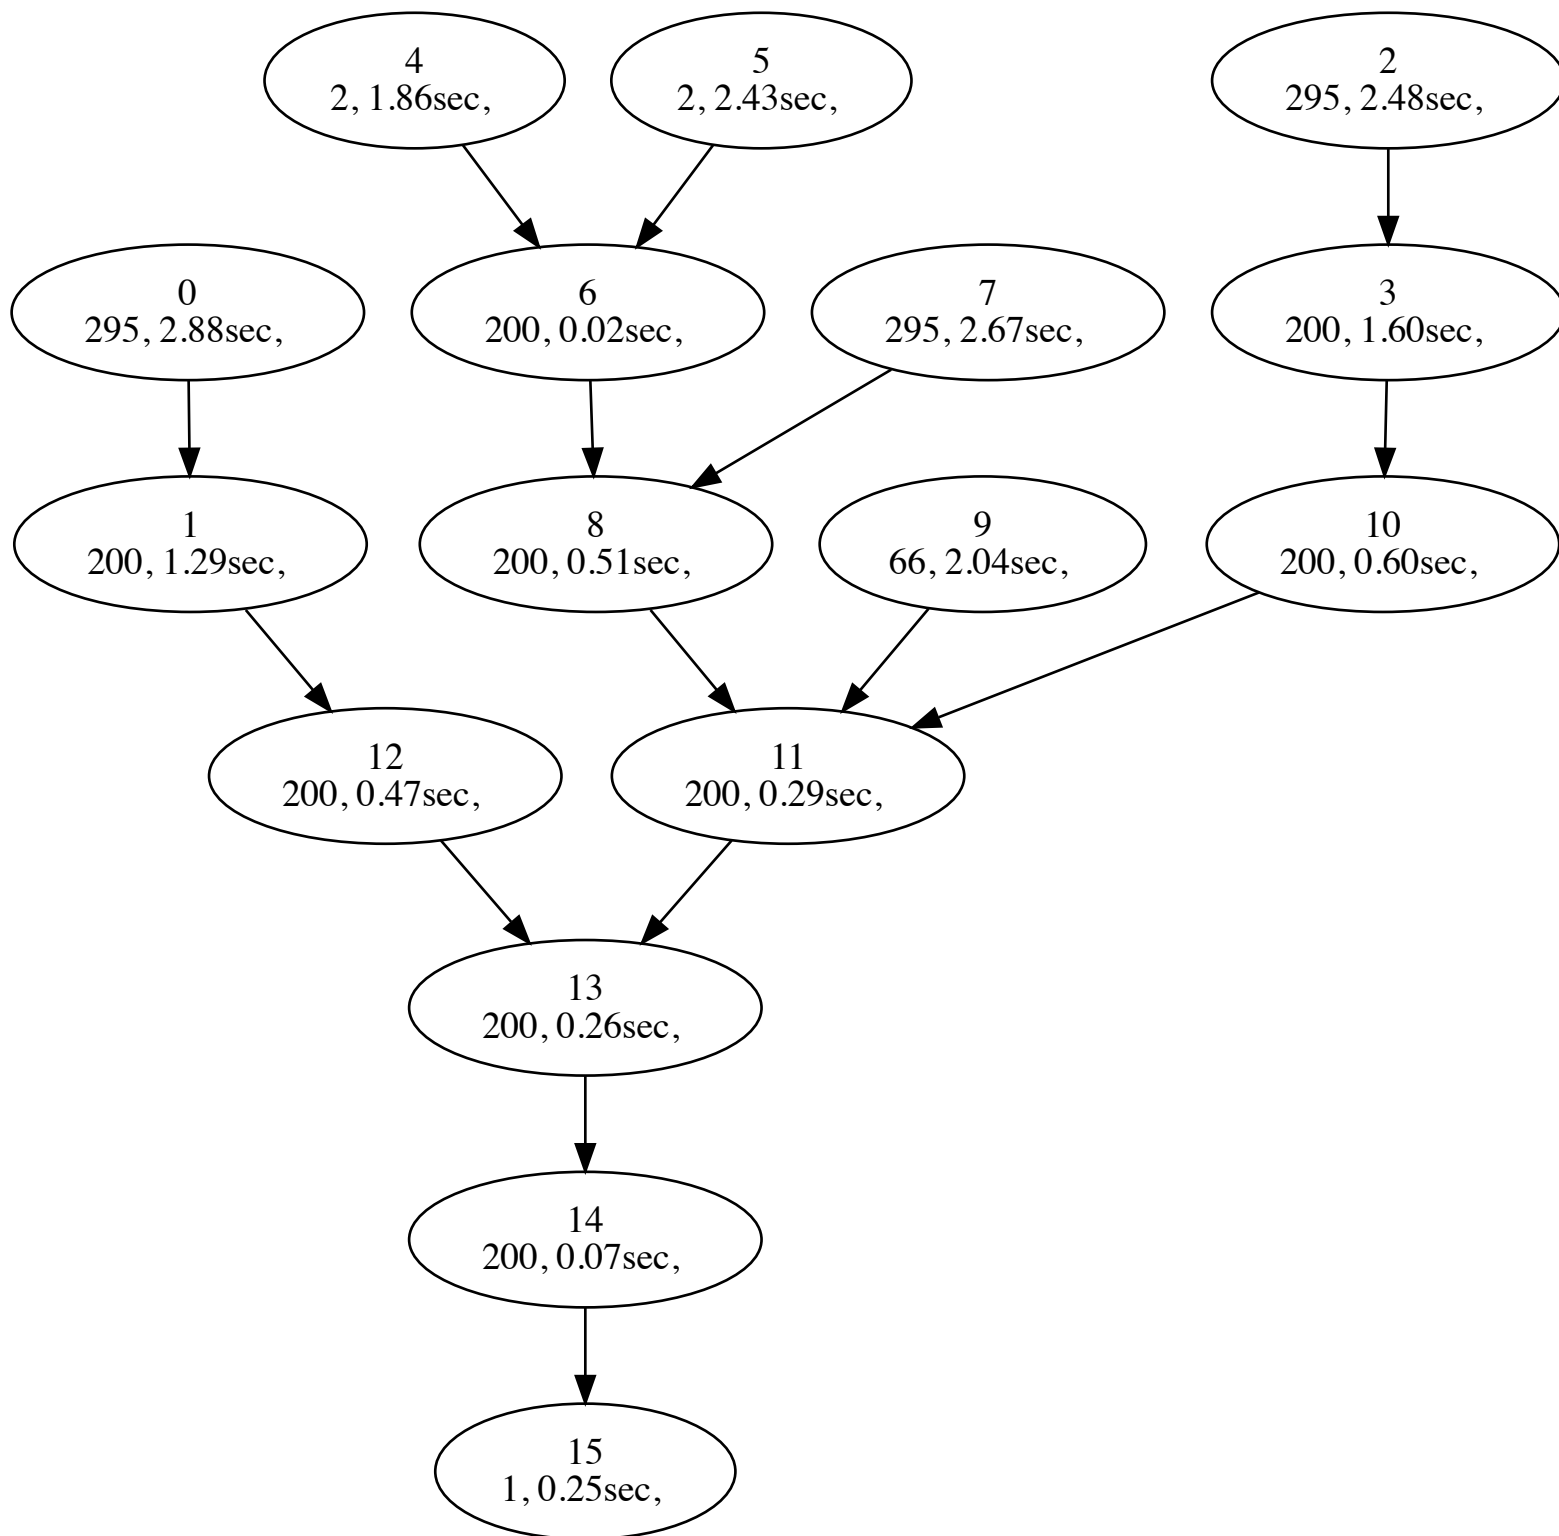 4
2, 1.86sec,
5
2, 2.43sec,
2
295, 2.48sec,
0
295, 2.88sec,
6
200, 0.02sec,
7
295, 2.67sec,
3
200, 1.60sec,
1
200, 1.29sec,
8
200, 0.51sec,
9
66, 2.04sec,
10
200, 0.60sec,
12
200, 0.47sec,
11
200, 0.29sec,
13
200, 0.26sec,
14
200, 0.07sec,
15
1, 0.25sec,